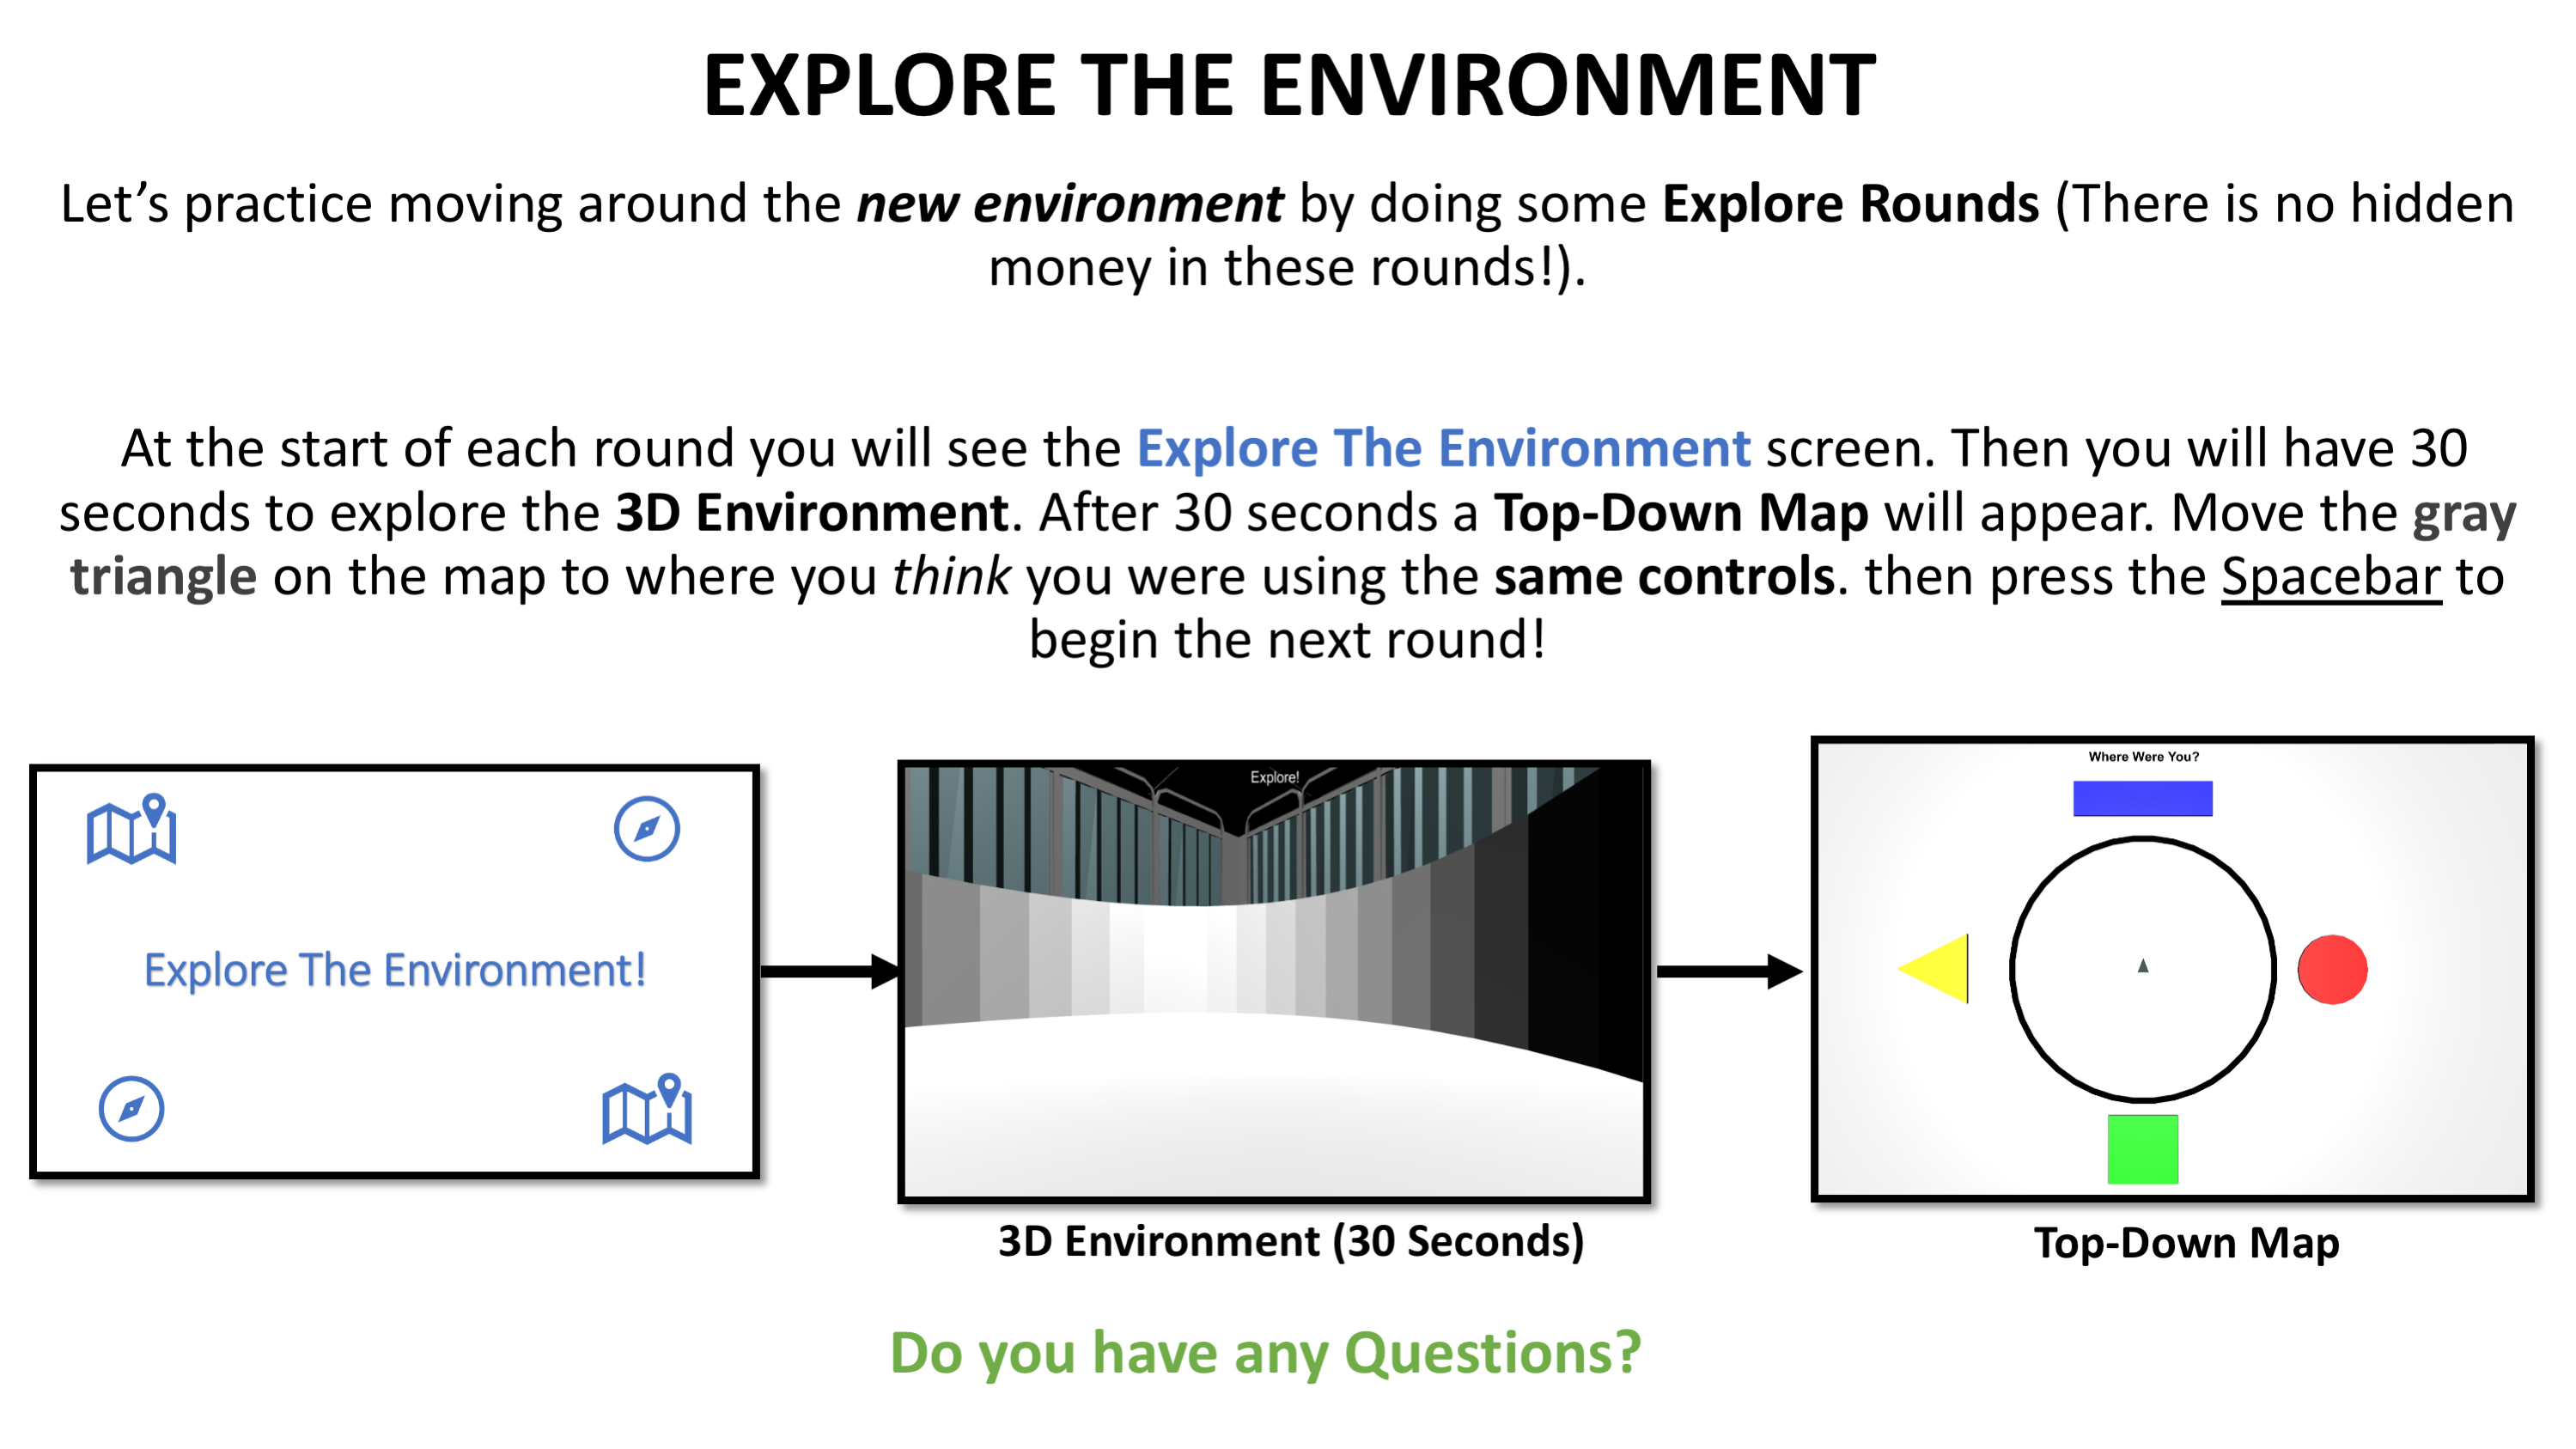 EXPLORE THE ENVIRONMENT
Let’s practice moving around the new environment by doing some Explore Rounds (There is no hidden
money in these rounds!).
At the start of each round you will see the Explore The Environment screen. Then you will have 30
seconds to explore the 3D Environment. After 30 seconds a Top-Down Map will appear. Move the gray
triangle on the map to where you think you were using the same controls. then press the Spacebar to
begin the next round!
Explore The Environment!
Explore!
Where Were You?
3D Environment (30 Seconds)
Top-Down Map
Do you have any Questions?